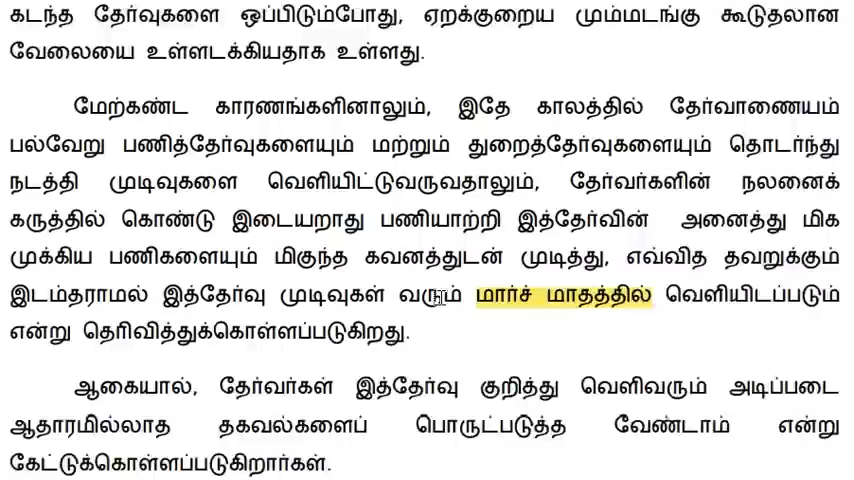 கடந்த தேர்வுகளை ஒப்பிடும்போது, ஏறக்குறைய மும்மடங்கு கூடுதலான
வேலையை உள்ளடக்கியதாக உள்ளது.
மேற்கண்ட காரணங்களினாலும், இதே காலத்தில் தேர்வாணையம்
பல்வேறு பணித்தேர்வுகளையும் மற்றும் துறைத்தேர்வுகளையும் தொடர்ந்து
நடத்தி முடிவுகளை வெளியிட்டுவருவதாலும், தேர்வர்களின் நலனைக்
கருத்தில் கொண்டு இடையறாது பணியாற்றி இத்தேர்வின் அனைத்து மிக
முக்கிய பணிகளையும் மிகுந்த கவனத்துடன் முடித்து, எவ்வித தவறுக்கும்
இடம்தராமல் இத்தேர்வு முடிவுகள் வரும் மார்ச் மாதத்தில் வெளியிடப்படும்
என்று தெரிவித்துக்கொள்ளப்படுகிறது.
ஆகையால், தேர்வர்கள் இத்தேர்வு குறித்து வெளிவரும் அடிப்படை
ஆதாரமில்லாத தகவல்களைப் பொருட்படுத்த வேண்டாம் என்று
கேட்டுக்கொள்ளப்படுகிறார்கள்.